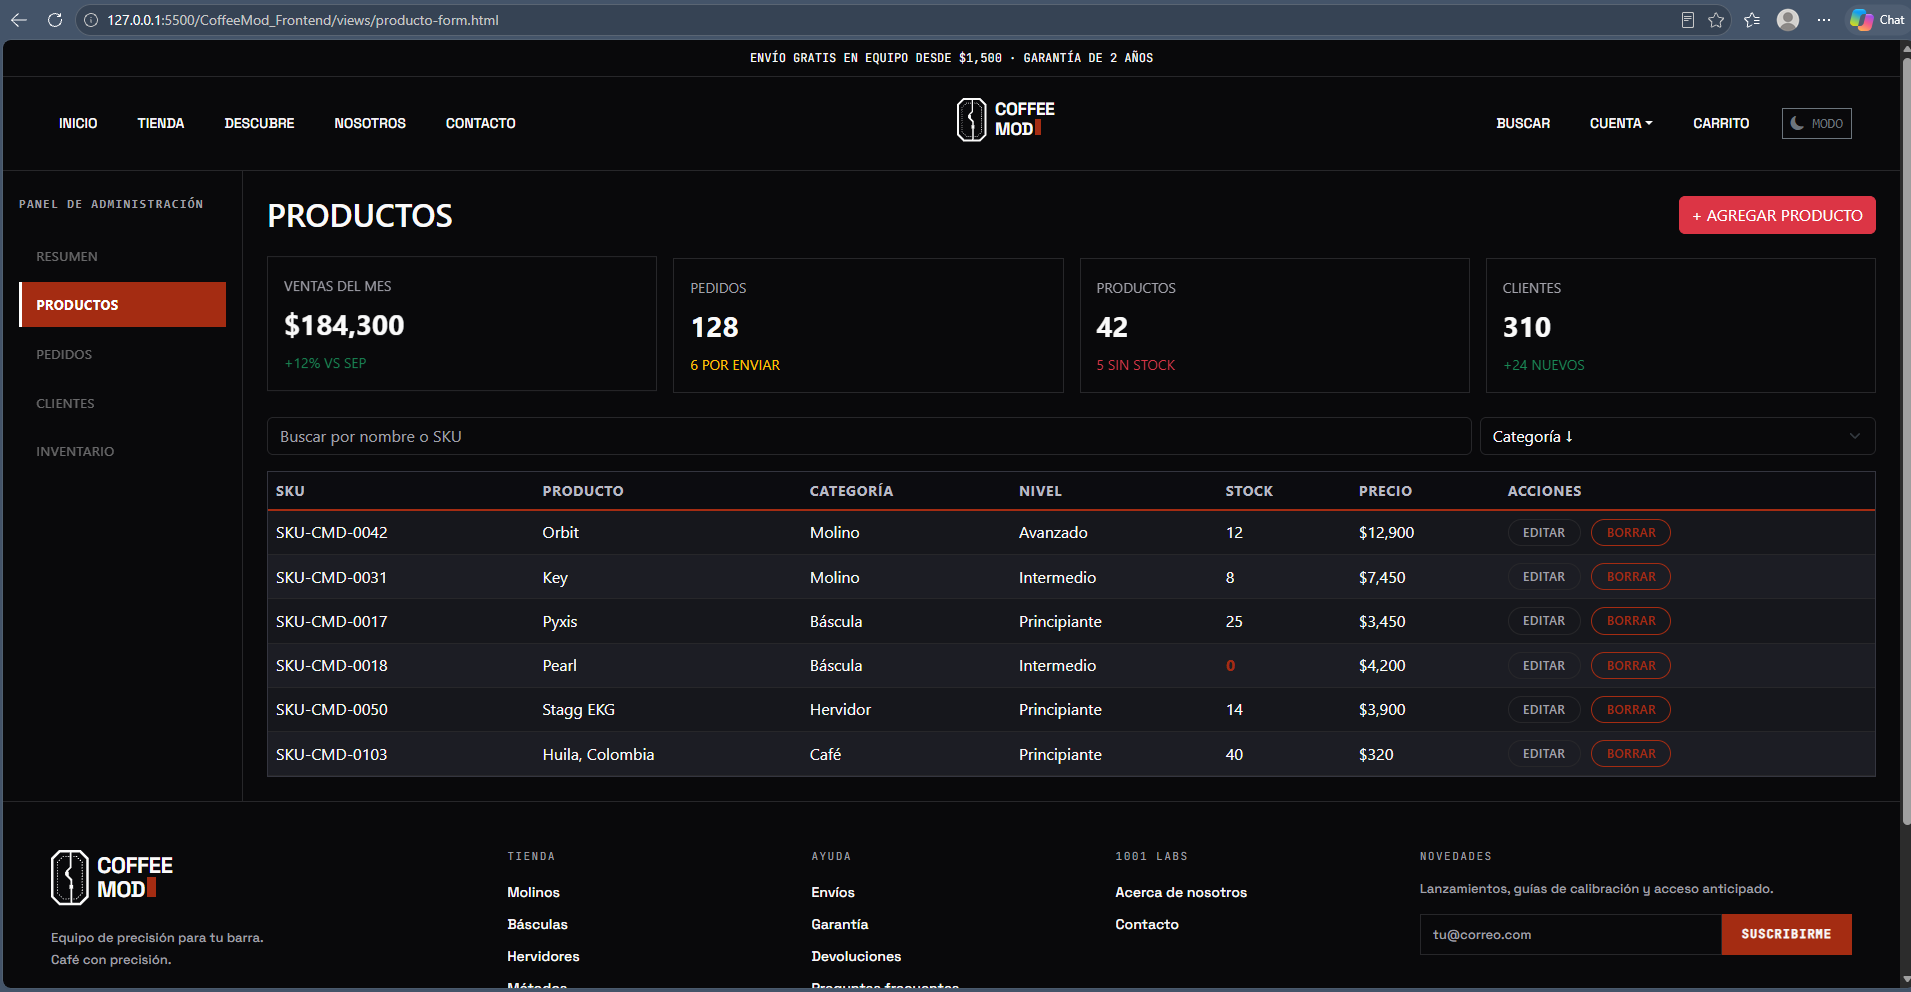 127.0.0.1:5500/CoffeeMod_Frontend/views/producto-form.html
Chat
ENVÍO GRATIS EN EQUIPO DESDE $1,500 · GARANTÍA DE 2 AÑOS
INICIO TIENDA DESCUBRE NOSOTROS CONTACTO
COFFEE
MOD
BUSCAR CUENTA CARRITO MODO
PANEL DE ADMINISTRACIÓN
RESUMEN
PRODUCTOS
PEDIDOS
CLIENTES
INVENTARIO
PRODUCTOS
+ AGREGAR PRODUCTO
VENTAS DEL MES
$184,300
+12% VS SEP
PEDIDOS
128
6 POR ENVIAR
PRODUCTOS
42
5 SIN STOCK
CLIENTES
310
+24 NUEVOS
Buscar por nombre o SKU
Categoría ↓
SKU PRODUCTO CATEGORÍA NIVEL STOCK PRECIO ACCIONES
SKU-CMD-0042 Orbit Molino Avanzado 12 $12,900 EDITAR BORRAR
SKU-CMD-0031 Key Molino Intermedio 8 $7,450 EDITAR BORRAR
SKU-CMD-0017 Pyxis Báscula Principiante 25 $3,450 EDITAR BORRAR
SKU-CMD-0018 Pearl Báscula Intermedio 0 $4,200 EDITAR BORRAR
SKU-CMD-0050 Stagg EKG Hervidor Principiante 14 $3,900 EDITAR BORRAR
SKU-CMD-0103 Huila, Colombia Café Principiante 40 $320 EDITAR BORRAR
COFFEE
MOD
Equipo de precisión para tu barra.
Café con precisión.
TIENDA
Molinos
Básculas
Hervidores
Métodos
AYUDA
Envíos
Garantía
Devoluciones
Preguntas frecuentes
1001 LABS
Acerca de nosotros
Contacto
NOVEDADES
Lanzamientos, guías de calibración y acceso anticipado.
tu@correo.com
SUSCRIBIRME